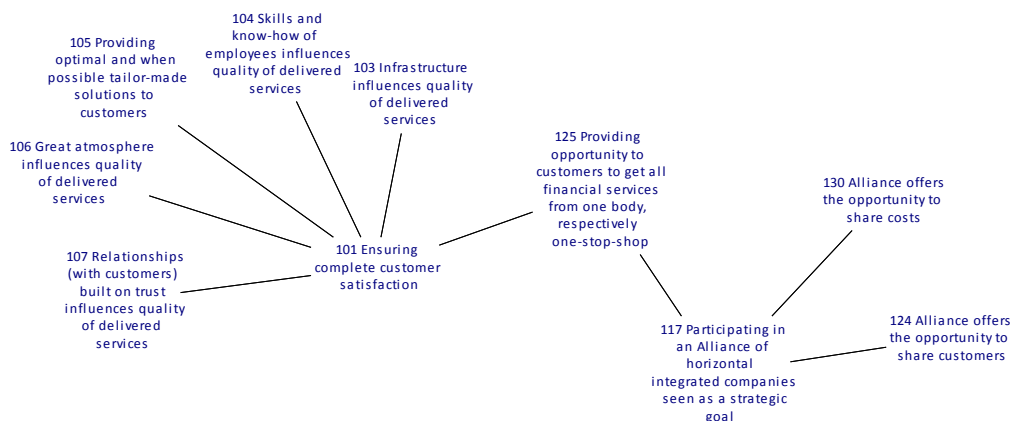 104 Skills and
know-how of
employees influences
quality of delivered
services
105 Providing
optimal and when
possible tailor-made
solutions to
customers
103 Infrastructure
influences quality
of delivered
services
106 Great atmosphere
influences quality
of delivered
services
125 Providing
opportunity to
customers to get all
financial services
from one body,
respectively
one-stop-shop
130 Alliance offers
the opportunity to
share costs
101 Ensuring
complete customer
satisfaction
107 Relationships
(with customers)
built on trust
influences quality
of delivered
services
117 Participating in
an Alliance of
horizontal
integrated companies
seen as a strategic
goal
124 Alliance offers
the opportunity to
share customers